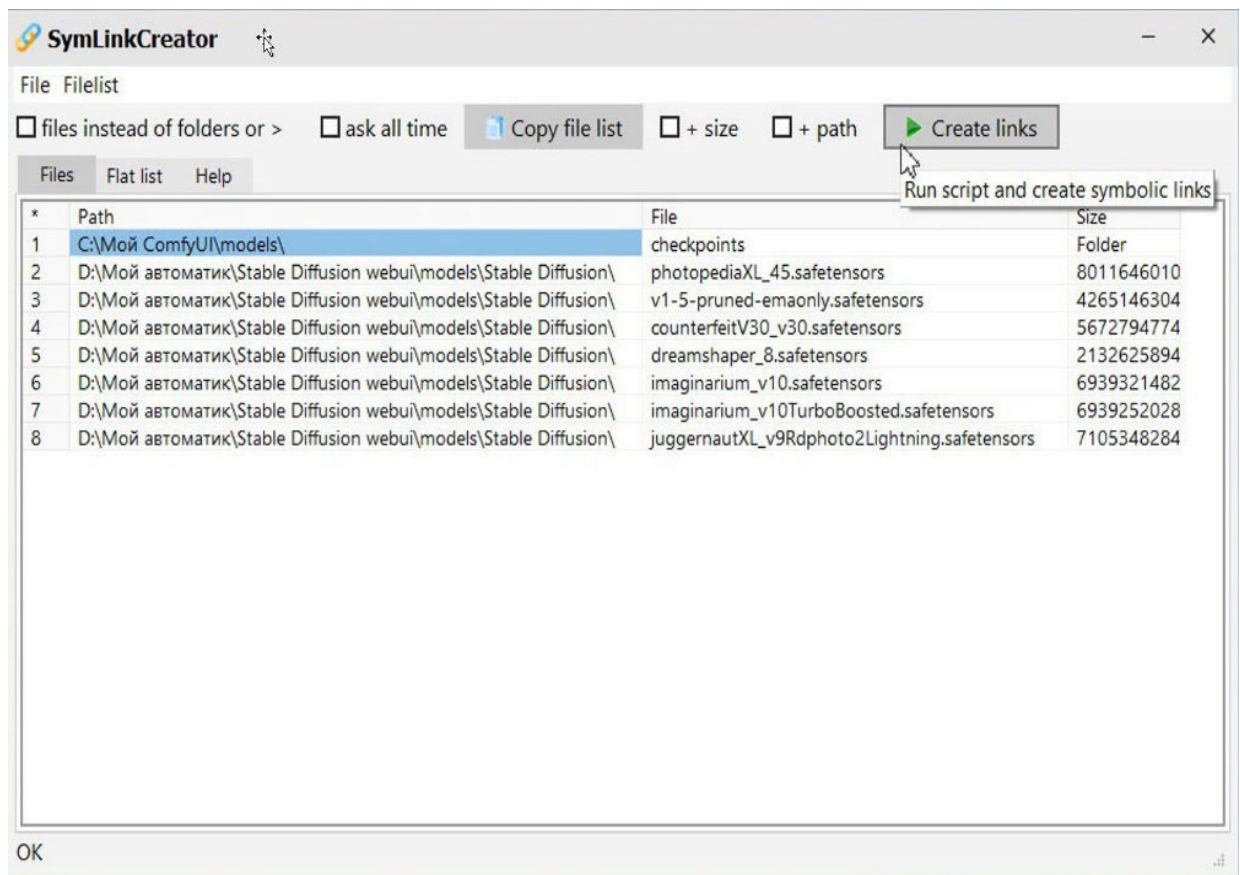 SymLinkCreator
File Filelist
files instead of folders or > ask all time Copy file list + size + path Create links
Files Flat list Help
Run script and create symbolic links
* Path File Size
1 C:\Мой ComfyUI\models\ checkpoints Folder
2 D:\Мой автоматик\Stable Diffusion webui\models\Stable Diffusion\ photopediaXL_45.safetensors 8011646010
3 D:\Мой автоматик\Stable Diffusion webui\models\Stable Diffusion\ v1-5-pruned-emaonly.safetensors 4265146304
4 D:\Мой автоматик\Stable Diffusion webui\models\Stable Diffusion\ counterfeitV30_v30.safetensors 5672794774
5 D:\Мой автоматик\Stable Diffusion webui\models\Stable Diffusion\ dreamshaper_8.safetensors 2132625894
6 D:\Мой автоматик\Stable Diffusion webui\models\Stable Diffusion\ imaginarium_v10.safetensors 6939321482
7 D:\Мой автоматик\Stable Diffusion webui\models\Stable Diffusion\ imaginarium_v10TurboBoosted.safetensors 6939252028
8 D:\Мой автоматик\Stable Diffusion webui\models\Stable Diffusion\ juggernautXL_v9Rdphoto2Lightning.safetensors 7105348284
OK